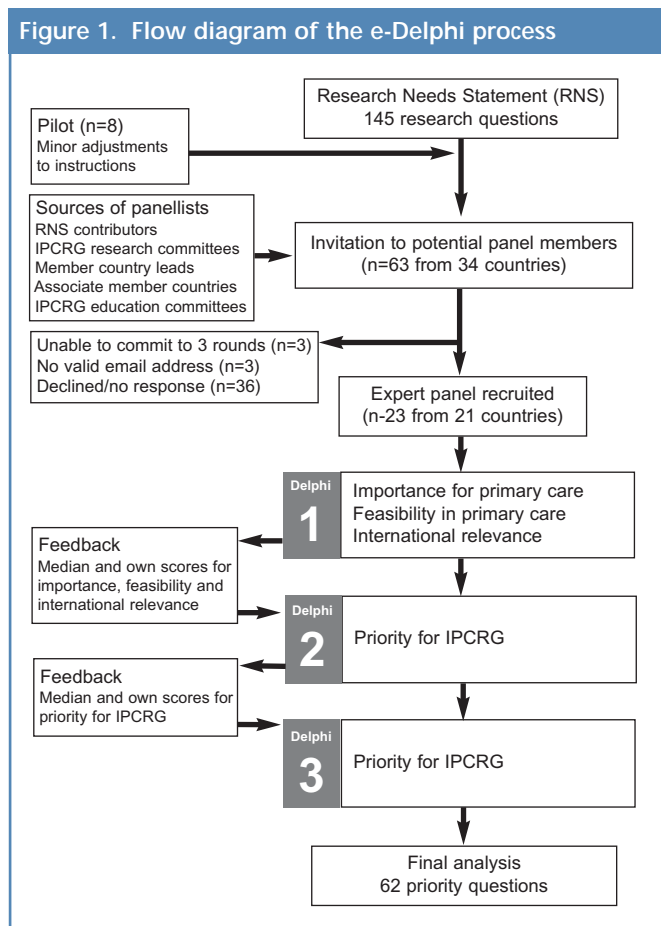 Figure 1. Flow diagram of the e-Delphi process
Research Needs Statement (RNS)
145 research questions
Pilot (n=8)
Minor adjustments
to instructions
Sources of panellists
RNS contributors
IPCRG research committees
Member country leads
Associate member countries
IPCRG education committees
Invitation to potential panel members
(n=63 from 34 countries)
Unable to commit to 3 rounds (n=3)
No valid email address (n=3)
Declined/no response (n=36)
Expert panel recruited
(n-23 from 21 countries)
Delphi
1
Importance for primary care
Feasibility in primary care
International relevance
Feedback
Median and own scores for
importance, feasibility and
international relevance
Delphi
2
Priority for IPCRG
Feedback
Median and own scores for
priority for IPCRG
Delphi
3
Priority for IPCRG
Final analysis
62 priority questions